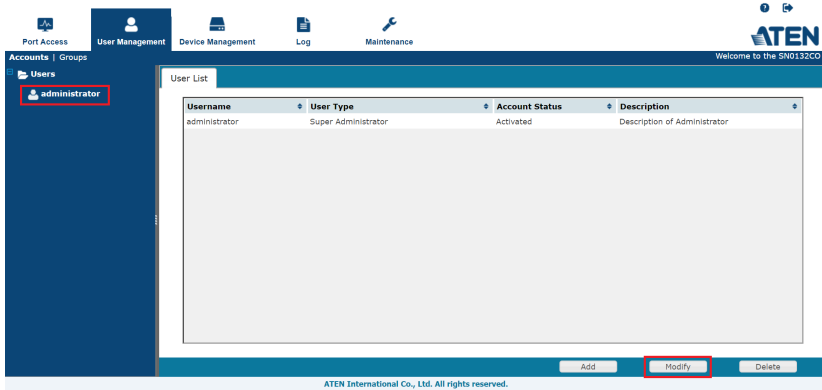 Port Access User Management Device Management Log Maintenance
ATEN
Accounts | Groups Welcome to the SN0132CO
Users
administrator
User List
Username User Type Account Status Description
administrator Super Administrator Activated Description of Administrator
Add Modify Delete
ATEN International Co., Ltd. All rights reserved.